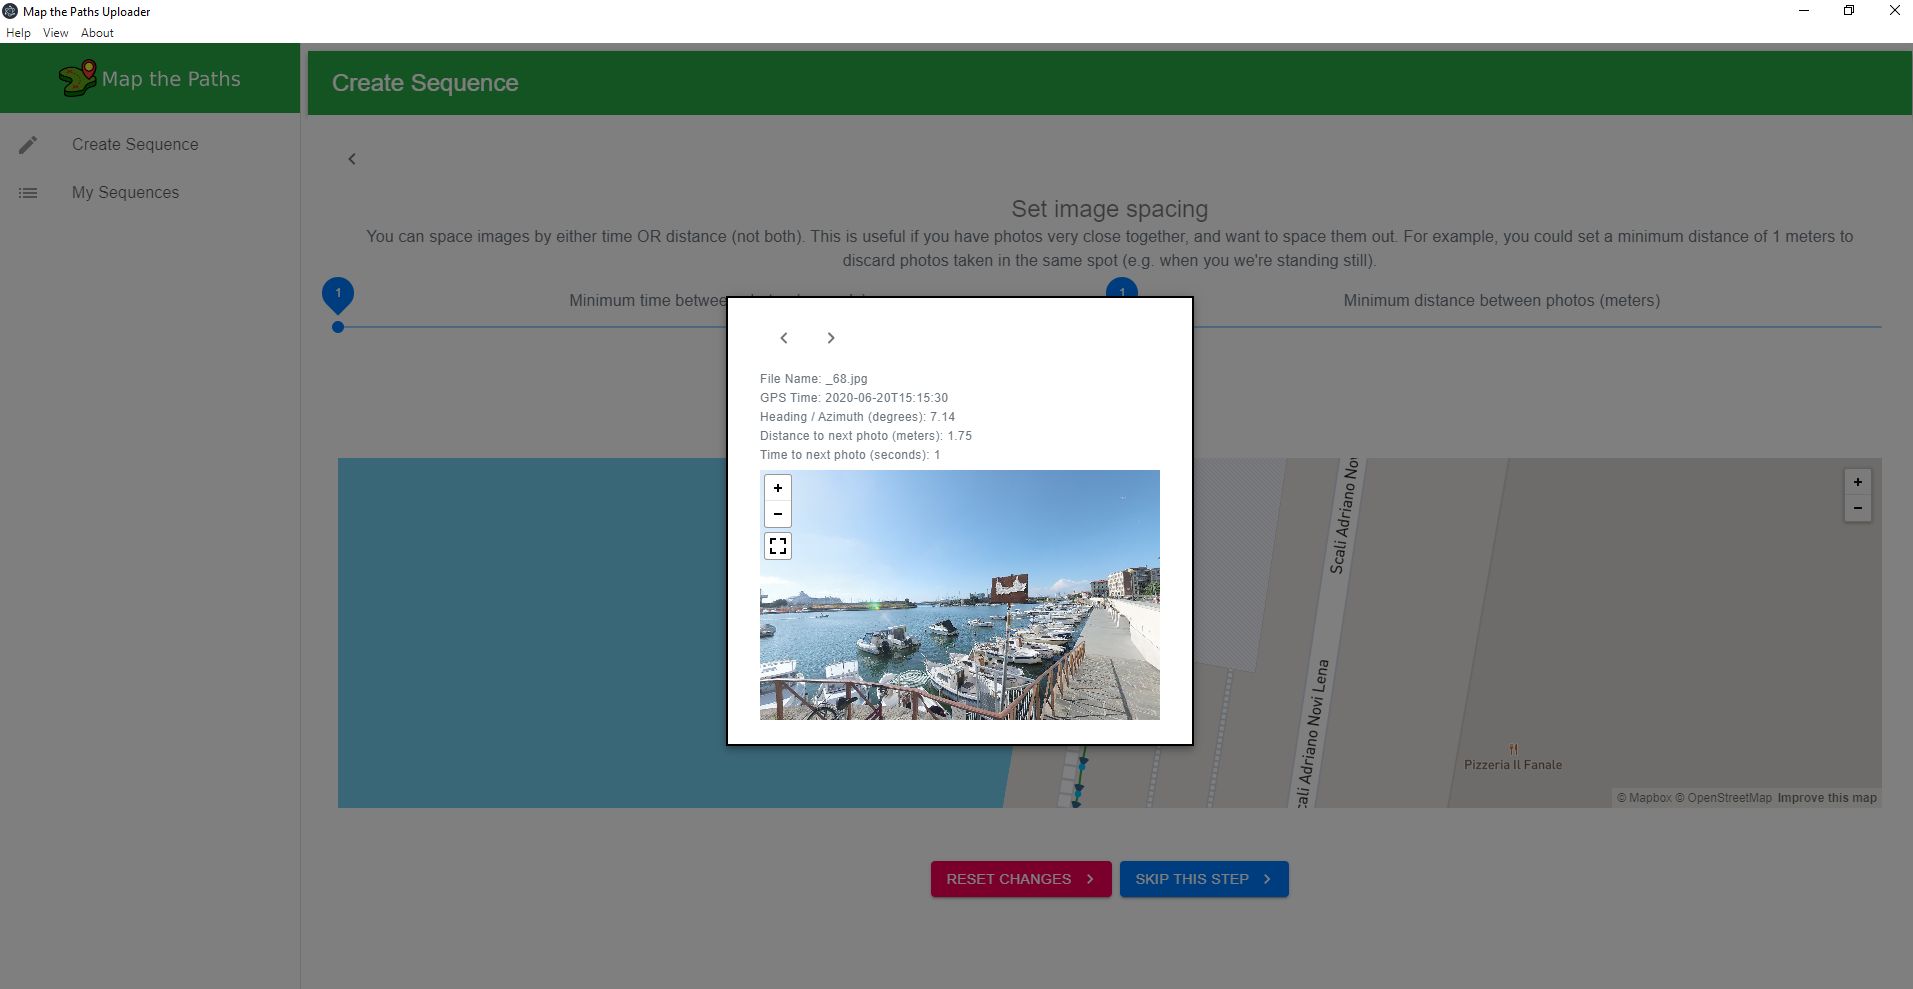 Map the Paths Uploader
Help View About
Map the Paths
Create Sequence
Create Sequence
My Sequences
Set image spacing
You can space images by either time OR distance (not both). This is useful if you have photos very close together, and want to space them out. For example, you could set a minimum distance of 1 meters to
discard photos taken in the same spot (e.g. when you we're standing still).
1
Minimum time betwee
1
Minimum distance between photos (meters)
File Name: _68.jpg
GPS Time: 2020-06-20T15:15:30
Heading / Azimuth (degrees): 7.14
Distance to next photo (meters): 1.75
Time to next photo (seconds): 1
+
−
+
−
Scali Adriano Nov
cali Adriano Novi Lena
Pizzeria Il Fanale
© Mapbox © OpenStreetMap Improve this map
RESET CHANGES
SKIP THIS STEP